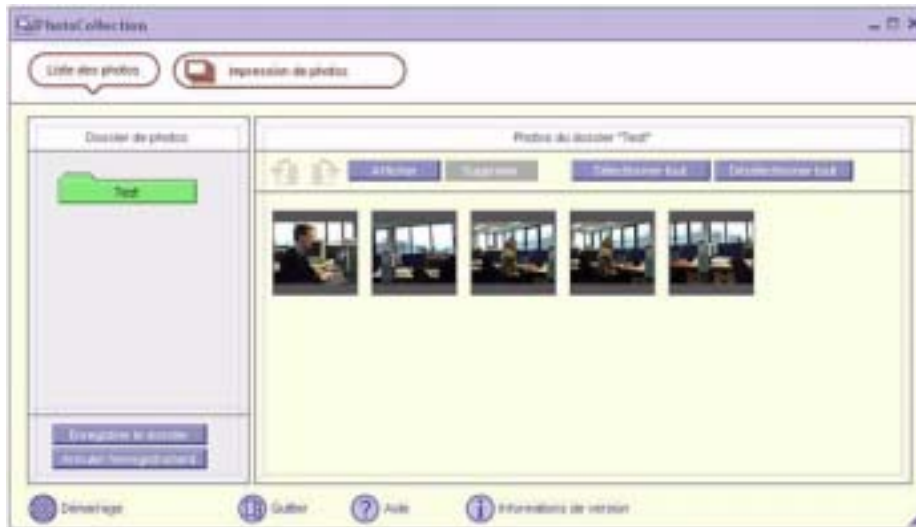 PhotoCollection
Liste des photos
Impression de photos
Dossier de photos
Photos du dossier "Test"
Afficher
Supprimer
Sélectionner tout
Désélectionner tout
Test
Enregistrer le dossier
Annuler
Démarrage
Quitter
Aide
Informations de version